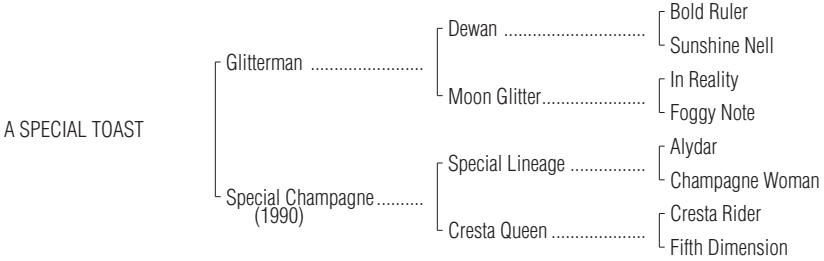 Bold Ruler
Dewan ..............................
Sunshine Nell
Glitterman ........................
In Reality
Moon Glitter......................
Foggy Note
A SPECIAL TOAST
Alydar
Special Lineage ................
Champagne Woman
Special Champagne..........
(1990)
Cresta Rider
Cresta Queen ....................
Fifth Dimension